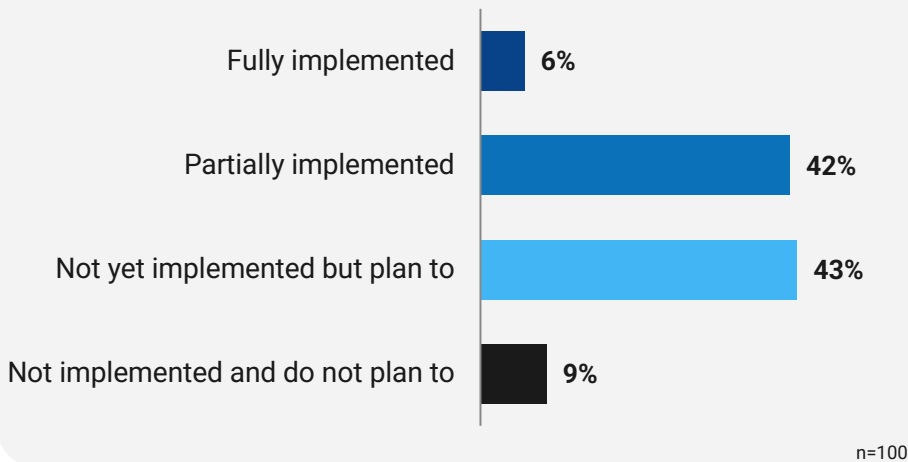 Fully implemented 6%
Partially implemented 42%
Not yet implemented but plan to 43%
Not implemented and do not plan to 9%
n=100